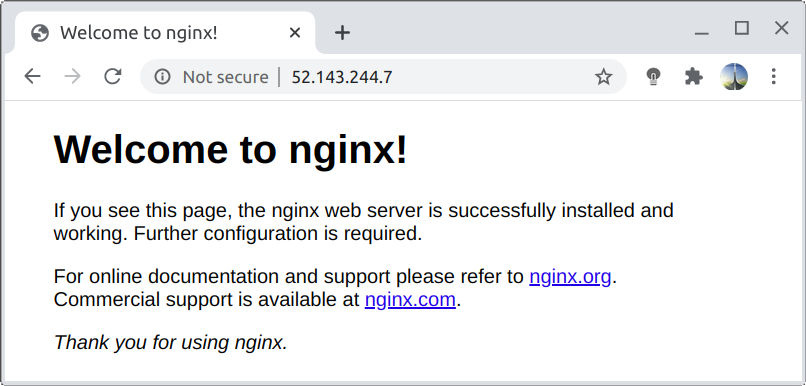 Welcome to nginx!
Not secure | 52.143.244.7
Welcome to nginx!
If you see this page, the nginx web server is successfully installed and
working. Further configuration is required.
For online documentation and support please refer to nginx.org.
Commercial support is available at nginx.com.
Thank you for using nginx.